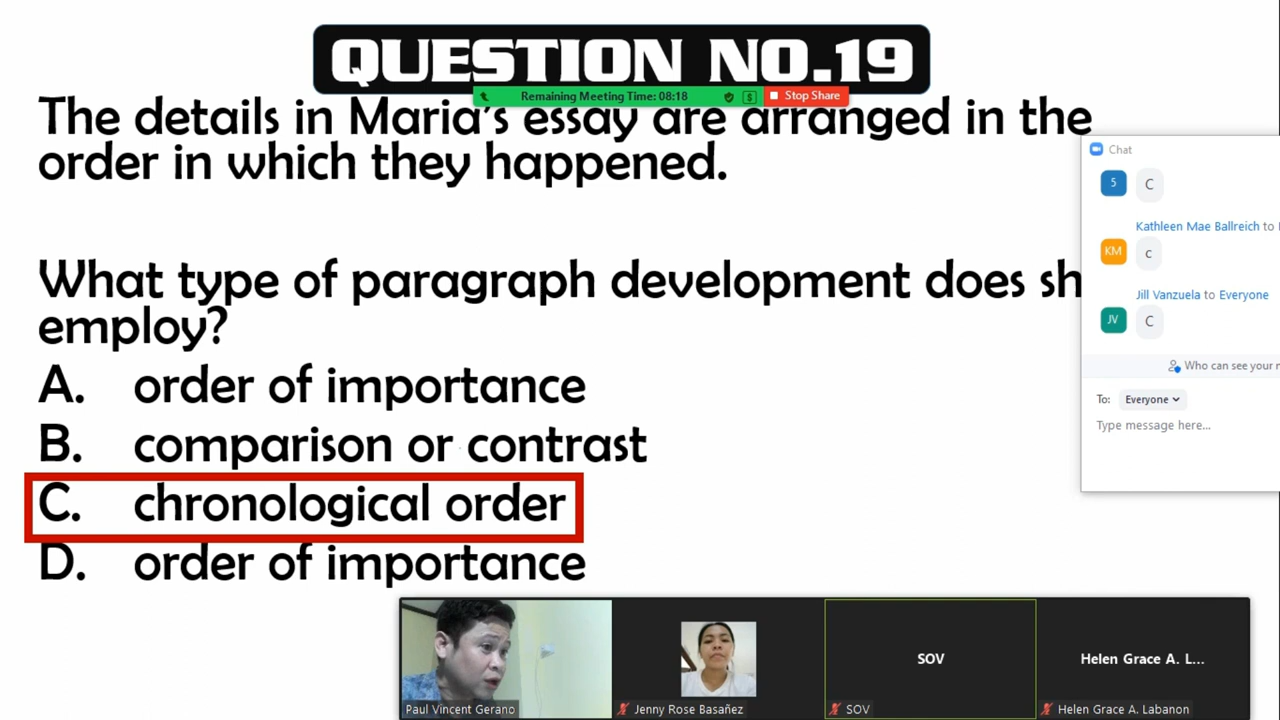 QUESTION NO.19
Remaining Meeting Time: 08:18
Stop Share
The details in Maria's essay are arranged in the
order in which they happened.
What type of paragraph development does sh
employ?
A. order of importance
B. comparison or contrast
C. chronological order
D. order of importance
Chat
5
C
Kathleen Mae Ballreich to
KM
c
Jill Vanzuela to Everyone
JV
C
Who can see your
To: Everyone
Type message here...
Paul Vincent Gerano
Jenny Rose Basañez
SOV
SOV
Helen Grace A. L...
Helen Grace A. Labanon